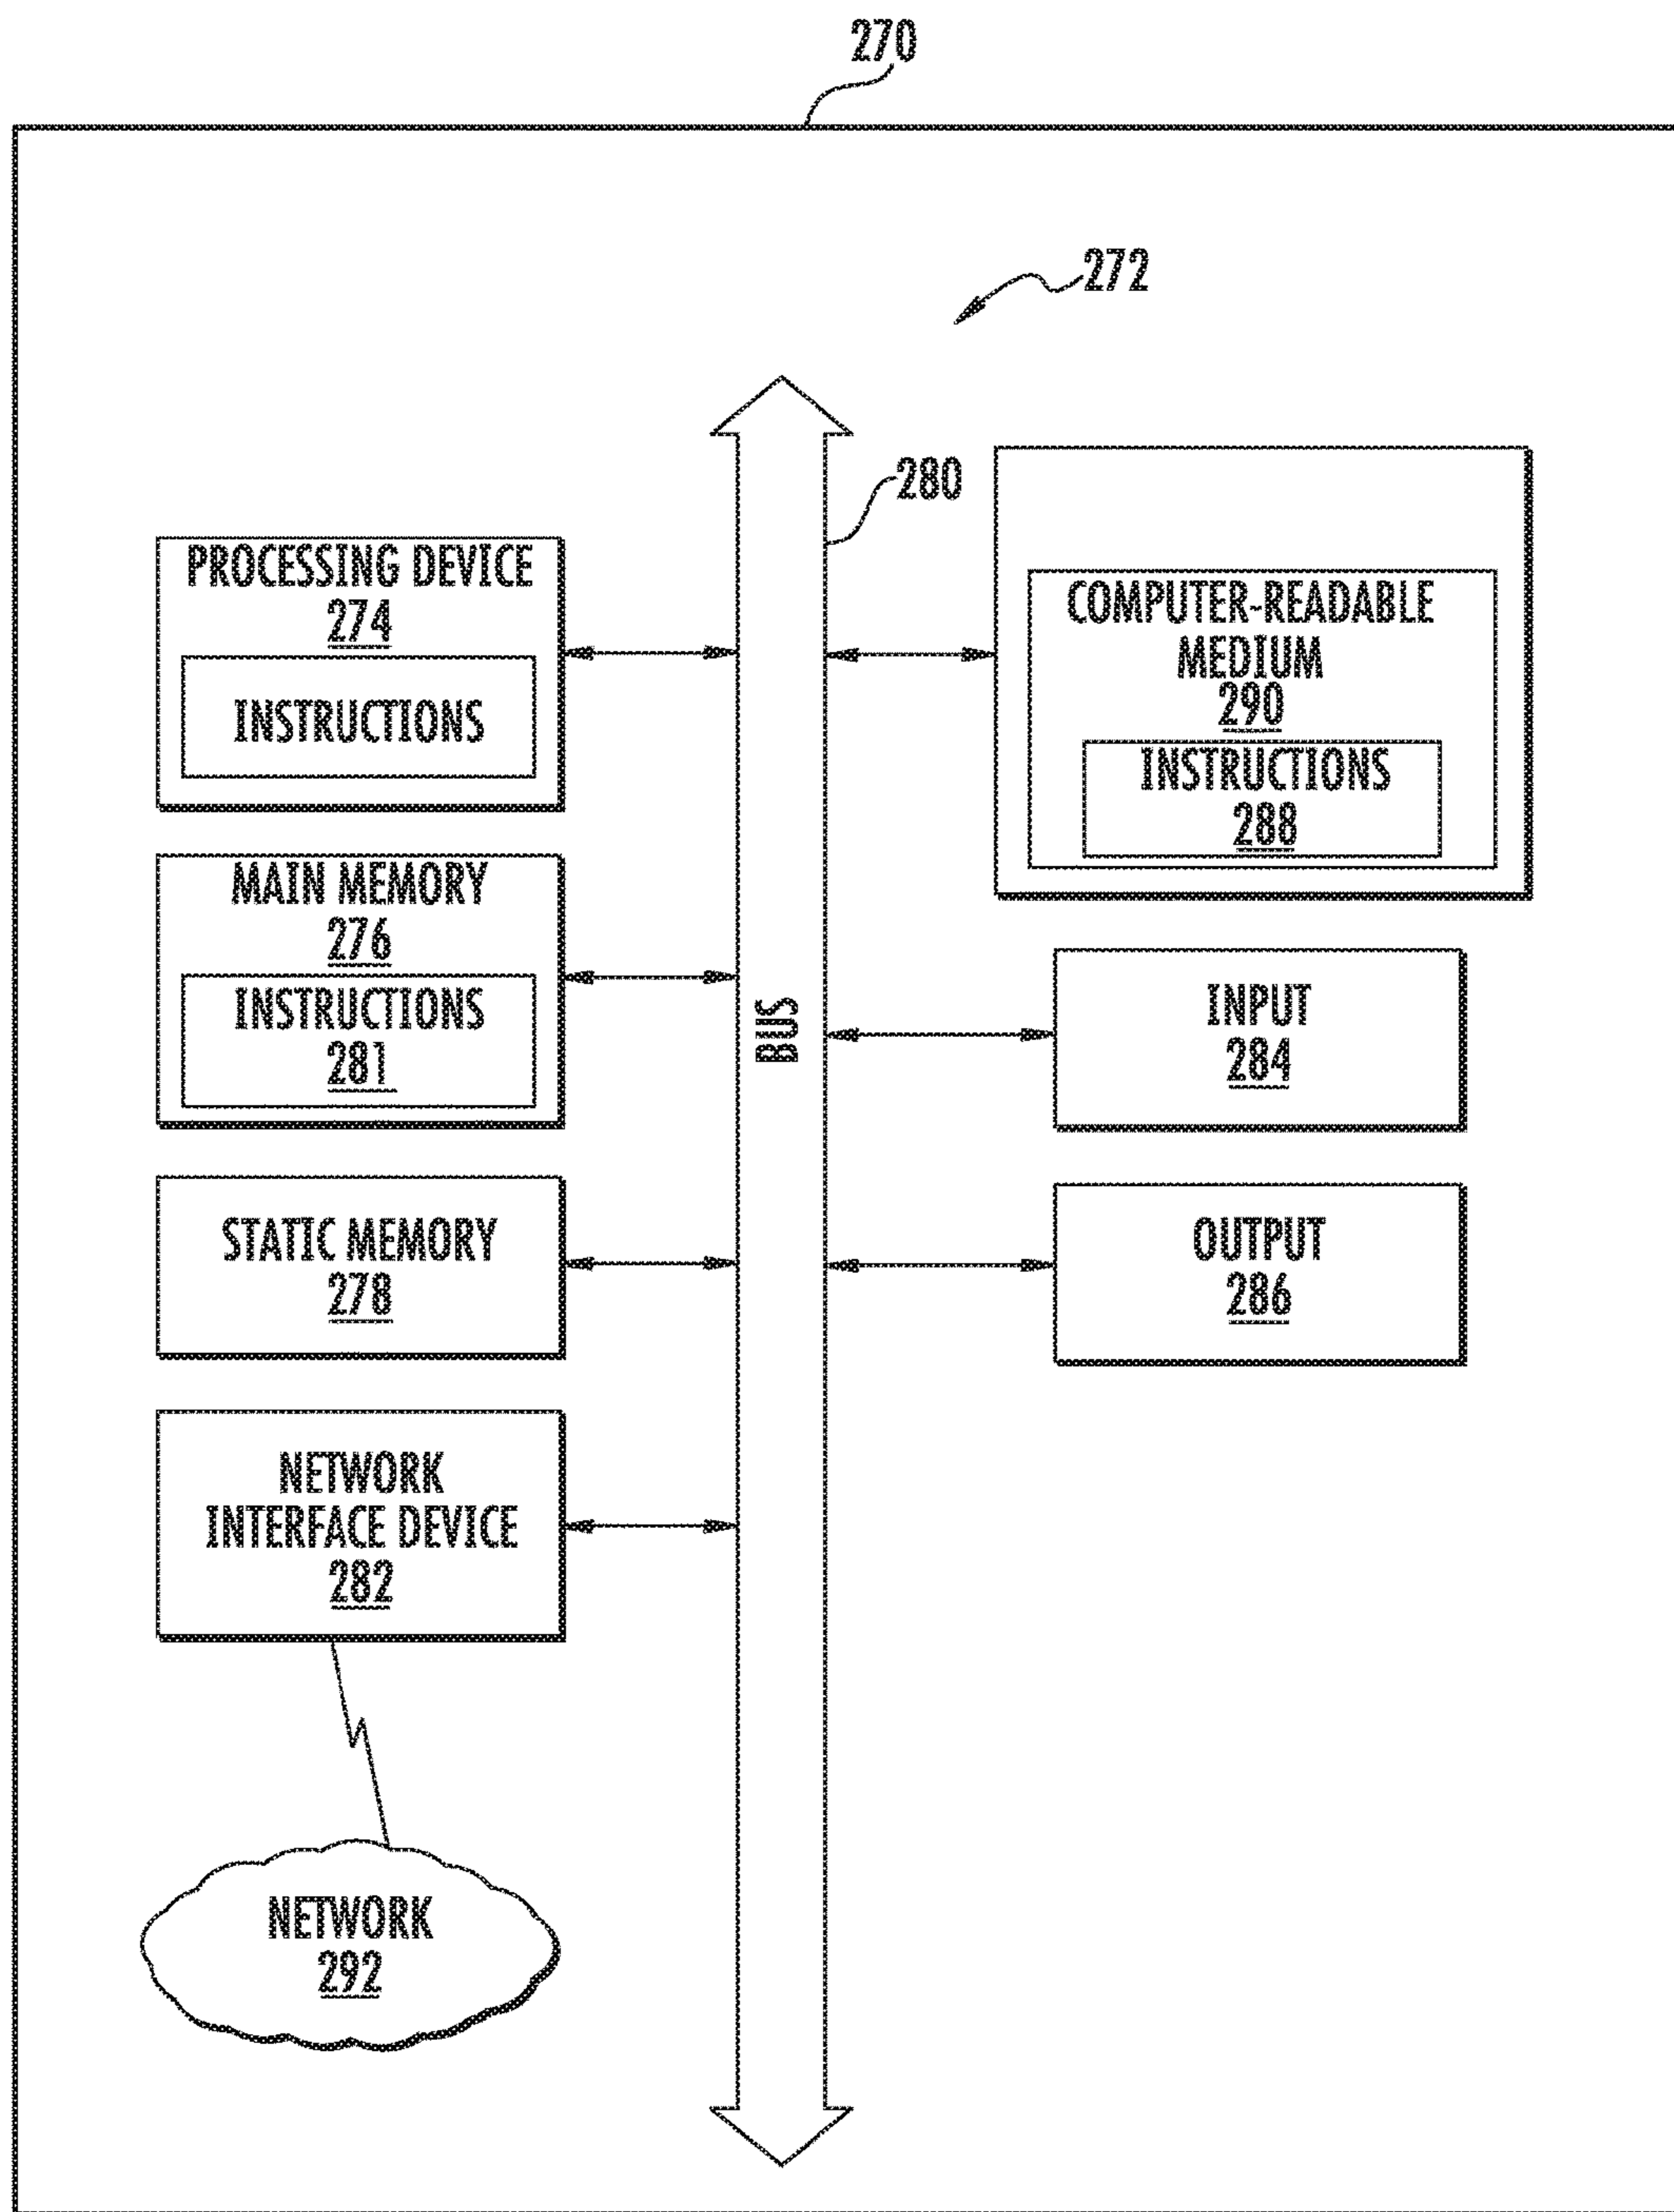 270
272
280
PROCESSING DEVICE
274
INSTRUCTIONS
MAIN MEMORY
276
INSTRUCTIONS
281
STATIC MEMORY
278
NETWORK
INTERFACE DEVICE
282
NETWORK
292
BUS
COMPUTER-READABLE
MEDIUM
290
INSTRUCTIONS
288
INPUT
284
OUTPUT
286